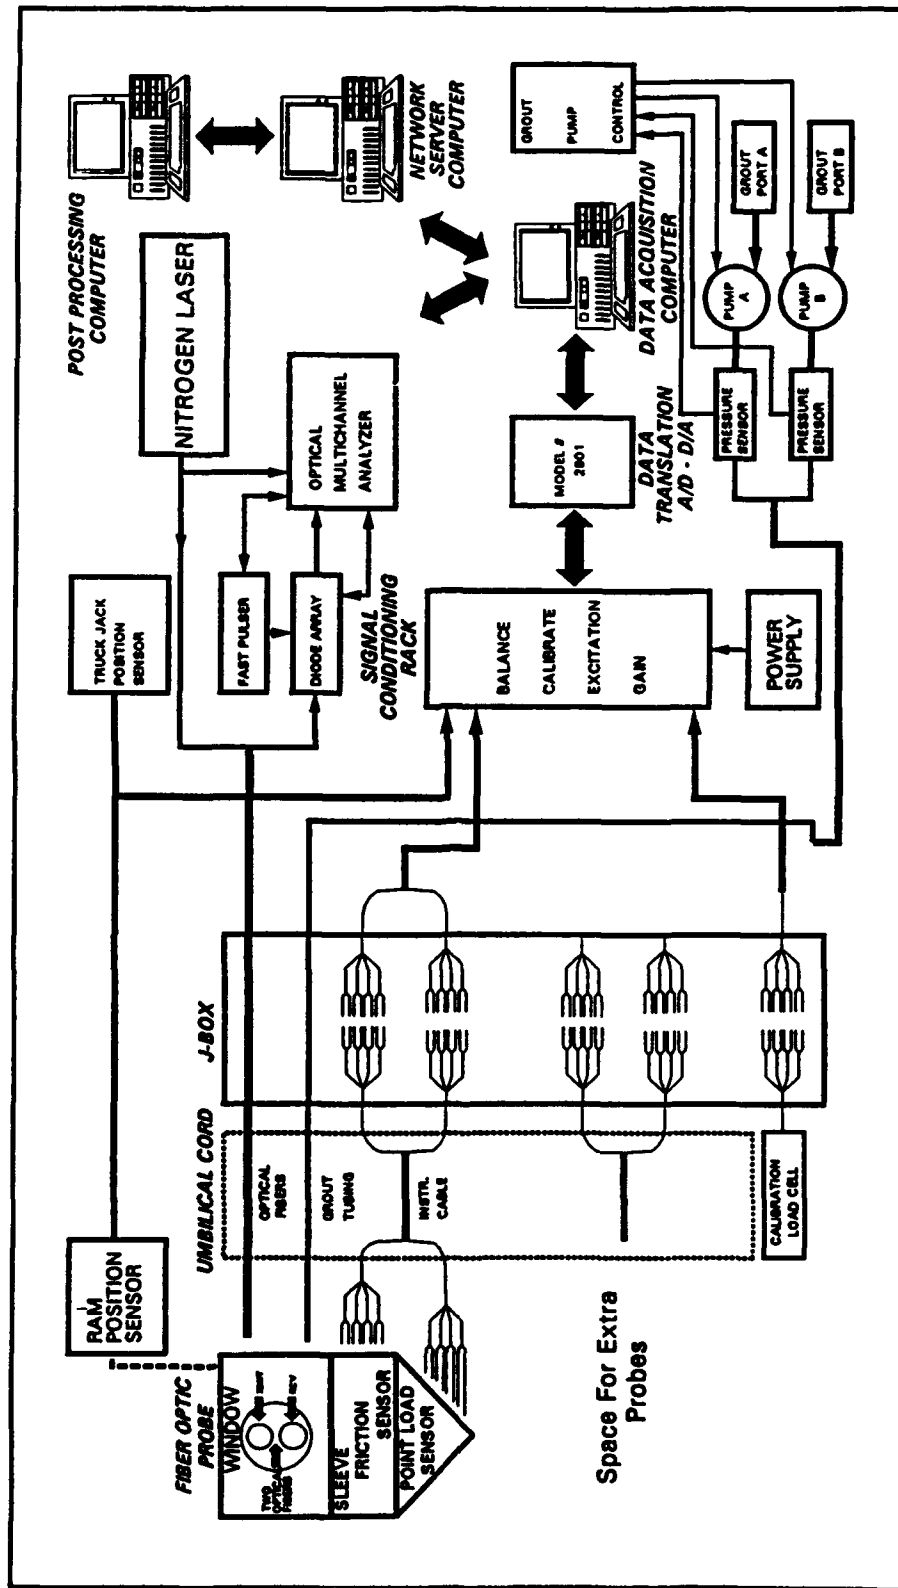 FIBER OPTIC
PROBE
WINDOW
TWO
OPTICAL
FIBERS
SLEEVE
FRICTION
SENSOR
POINT LOAD
SENSOR
RAM
POSITION
SENSOR
Space For Extra
Probes
UMBILICAL CORD
OPTICAL
FIBERS
GROUT
TUBING
INSTR.
CABLE
CALIBRATION
LOAD CELL
J-BOX
TRUCK JACK
POSITION
SENSOR
NITROGEN LASER
FAST PULSER
DIODE ARRAY
OPTICAL
MULTICHANNEL
ANALYZER
SIGNAL
CONDITIONING
RACK
BALANCE
CALIBRATE
EXCITATION
GAIN
POWER
SUPPLY
MODEL #
2801
DATA
TRANSLATION
A/D - D/A
POST PROCESSING
COMPUTER
NETWORK
SERVER
COMPUTER
DATA ACQUISITION
COMPUTER
GROUT
PUMP
CONTROL
PRESSURE
SENSOR
PUMP
A
GROUT
PORT A
PRESSURE
SENSOR
PUMP
B
GROUT
PORT B